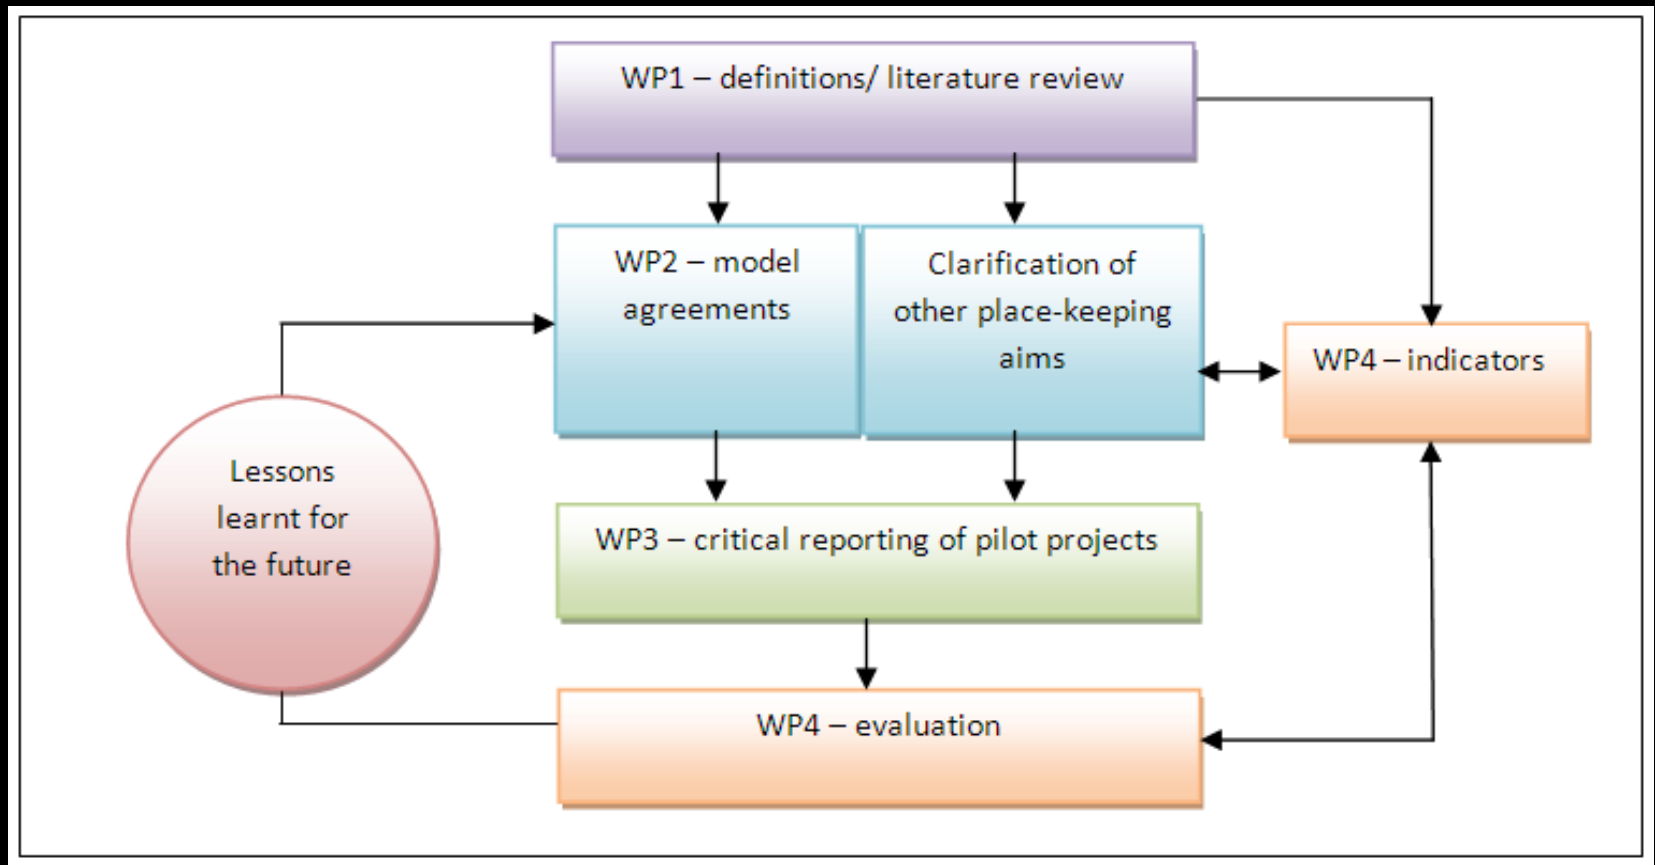 WP1 – definitions/ literature review
WP2 – model
agreements
Clarification of
other place-keeping
aims
WP4 – indicators
Lessons
learnt for
the future
WP3 – critical reporting of pilot projects
WP4 – evaluation